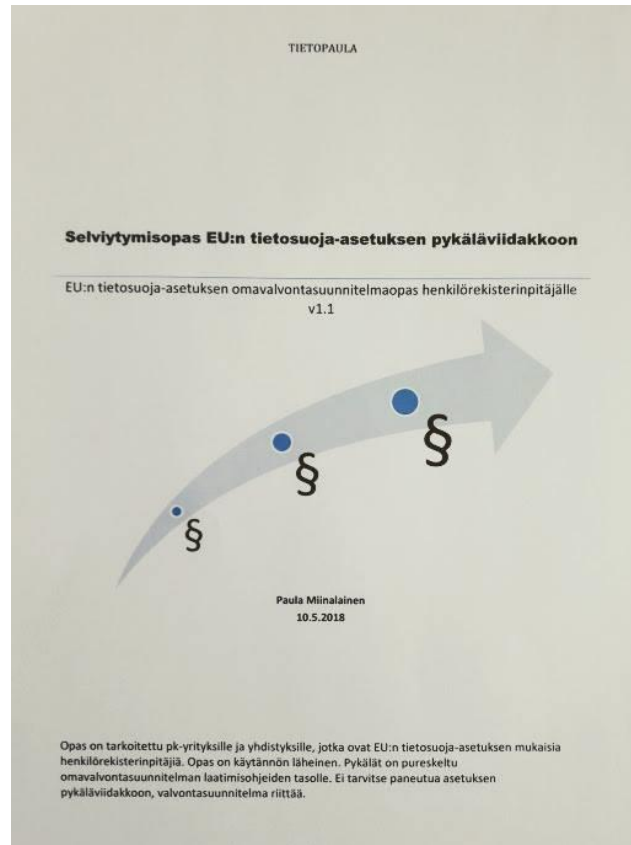 TIETOPAULA
Selviytymisopas EU:n tietosuoja-asetuksen pykäläviidakkoon
EU:n tietosuoja-asetuksen omavalvontasuunnitelmaopas henkilörekisterinpitäjälle
v1.1
§
§
§
Paula Miinalainen
10.5.2018
Opas on tarkoitettu pk-yrityksille ja yhdistyksille, jotka ovat EU:n tietosuoja-asetuksen mukaisia
henkilörekisterinpitäjiä. Opas on käytännön läheinen. Pykälät on pureskeltu
omavalvontasuunnitelman laatimisohjeiden tasolle. Ei tarvitse paneutua asetuksen
pykäläviidakkoon, valvontasuunnitelma riittää.